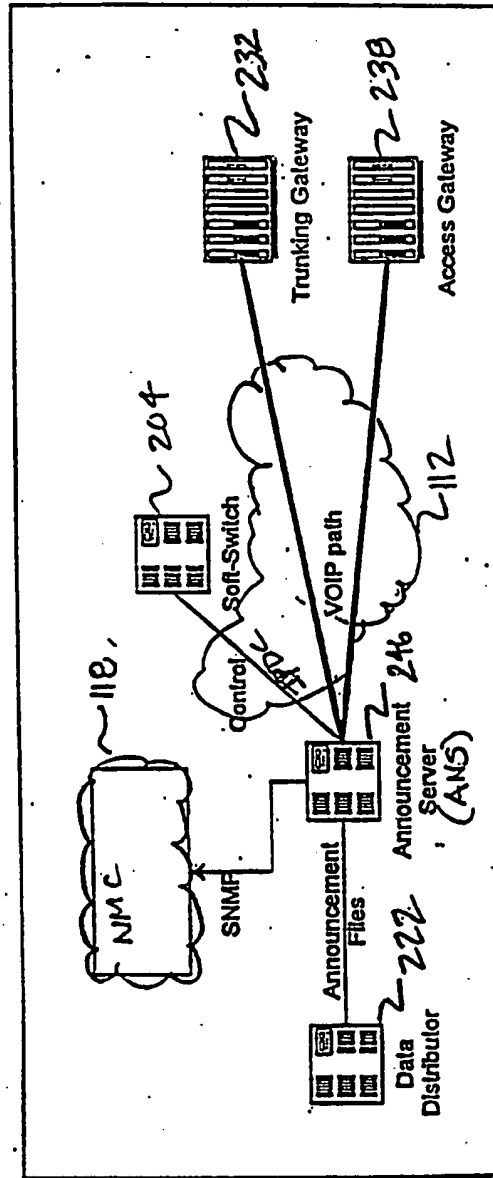 118
NMC
SNMP
204
Soft-Switch
Control
IPDC
232
Trunking Gateway
238
Access Gateway
VOIP path
112
246
Announcement
Server
(ANS)
Announcement
Files
222
Data
Distributor